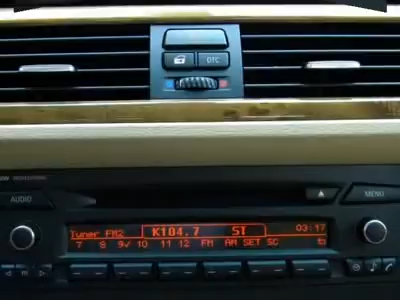 DTC
AUDIO
MENU
Tuner FM2 K104.7 ST 03:17
7 8 9✓ 10 11 12 FM AM SET SC